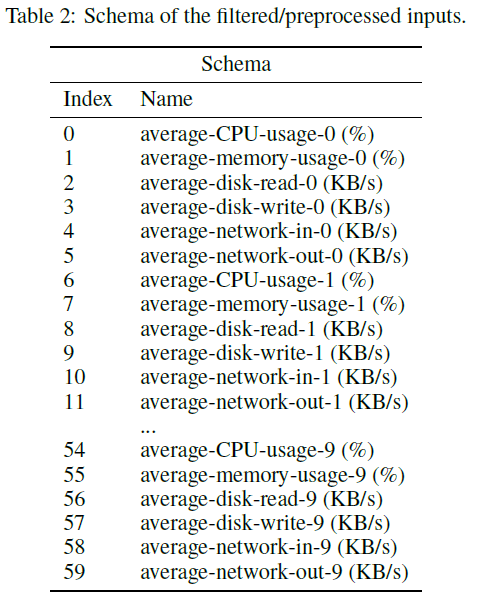 Table 2: Schema of the filtered/preprocessed inputs.
Schema
Index Name
0 average-CPU-usage-0 (%)
1 average-memory-usage-0 (%)
2 average-disk-read-0 (KB/s)
3 average-disk-write-0 (KB/s)
4 average-network-in-0 (KB/s)
5 average-network-out-0 (KB/s)
6 average-CPU-usage-1 (%)
7 average-memory-usage-1 (%)
8 average-disk-read-1 (KB/s)
9 average-disk-write-1 (KB/s)
10 average-network-in-1 (KB/s)
11 average-network-out-1 (KB/s)
...
54 average-CPU-usage-9 (%)
55 average-memory-usage-9 (%)
56 average-disk-read-9 (KB/s)
57 average-disk-write-9 (KB/s)
58 average-network-in-9 (KB/s)
59 average-network-out-9 (KB/s)